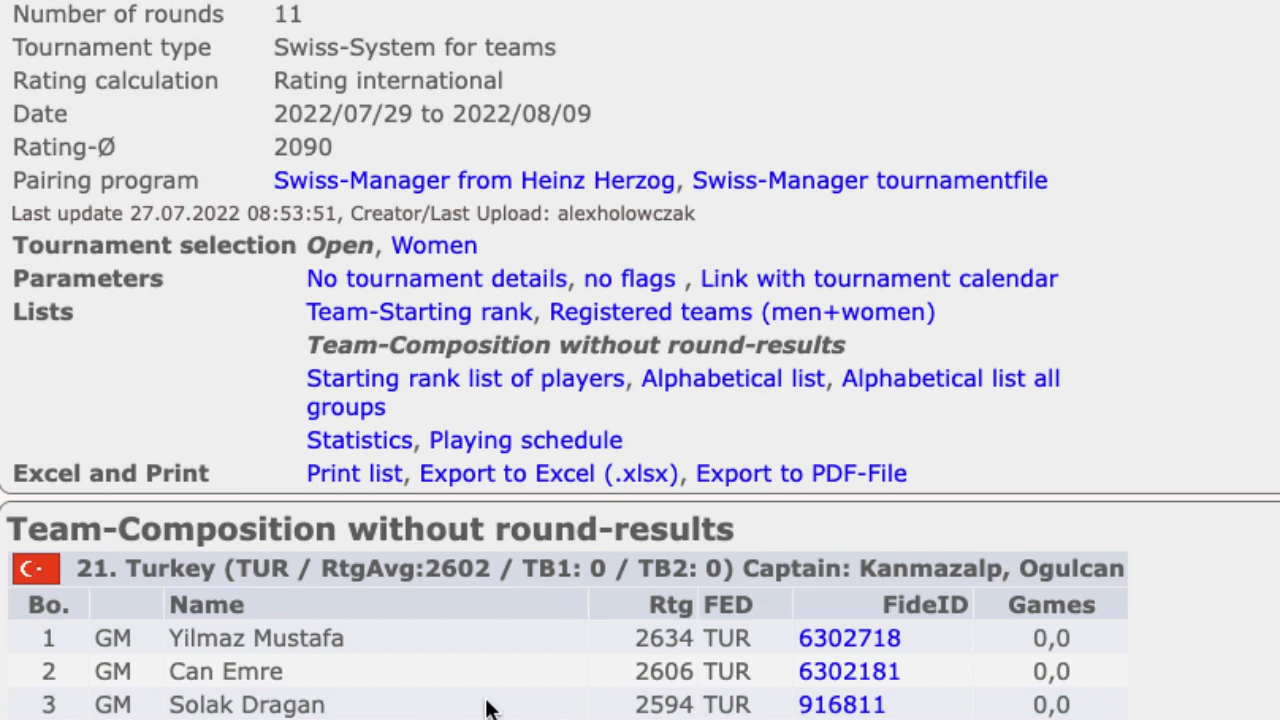 Number of rounds 11
Tournament type Swiss-System for teams
Rating calculation Rating international
Date 2022/07/29 to 2022/08/09
Rating-Ø 2090
Pairing program Swiss-Manager from Heinz Herzog, Swiss-Manager tournamentfile
Last update 27.07.2022 08:53:51, Creator/Last Upload: alexholowczak
Tournament selection Open, Women
Parameters No tournament details, no flags , Link with tournament calendar
Lists Team-Starting rank, Registered teams (men+women)
Team-Composition without round-results
Starting rank list of players, Alphabetical list, Alphabetical list all
groups
Statistics, Playing schedule
Excel and Print Print list, Export to Excel (.xlsx), Export to PDF-File
Team-Composition without round-results
21. Turkey (TUR / RtgAvg:2602 / TB1: 0 / TB2: 0) Captain: Kanmazalp, Ogulcan
Bo. Name Rtg FED FideID Games
1 GM Yilmaz Mustafa 2634 TUR 6302718 0,0
2 GM Can Emre 2606 TUR 6302181 0,0
3 GM Solak Dragan 2594 TUR 916811 0,0